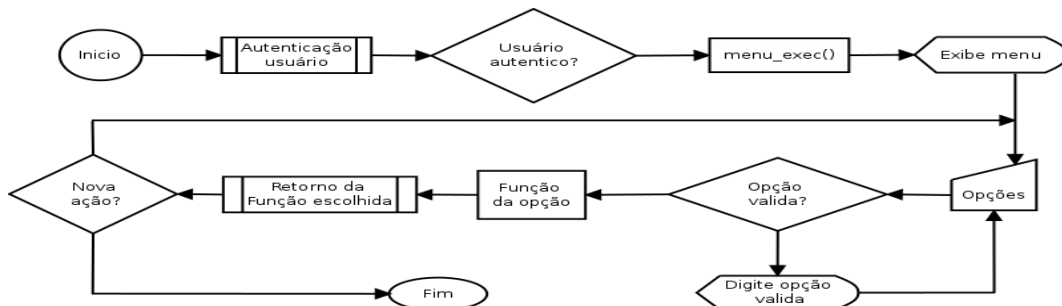 Inicio
Autenticação
usuário
Usuário
autentico?
menu_exec()
Exibe menu
Nova
ação?
Retorno da
Função escolhida
Função
da opção
Opção
valida?
Opções
Fim
Digite opção
valida